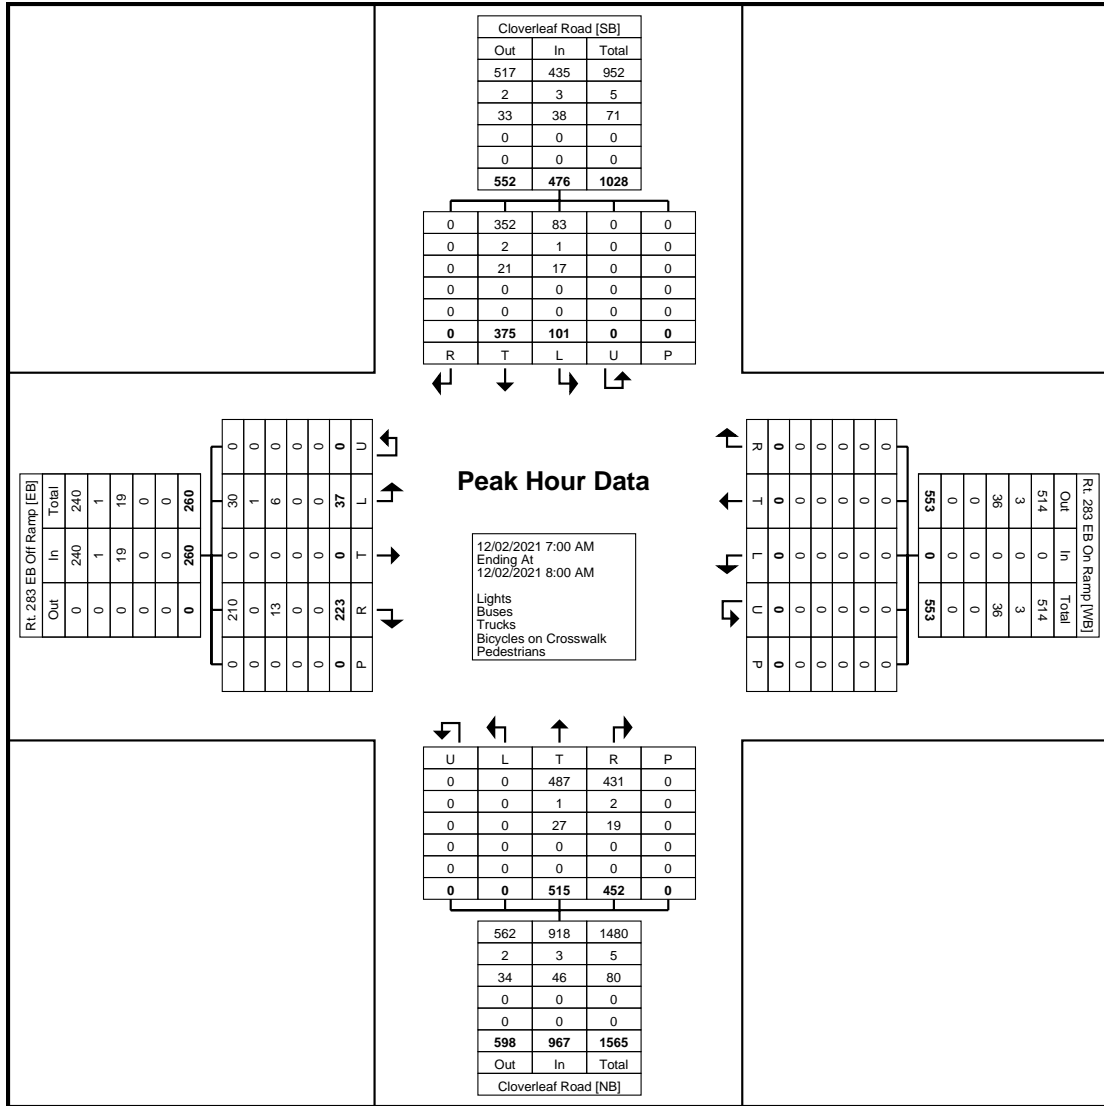 Cloverleaf Road [SB]
Out In Total
517 435 952
2 3 5
33 38 71
0 0 0
0 0 0
552 476 1028
0 352 83 0 0
0 2 1 0 0
0 21 17 0 0
0 0 0 0 0
0 0 0 0 0
0 375 101 0 0
R T L U P
Rt. 283 EB Off Ramp [EB]
Total 240 1 19 0 0 260
In 240 1 19 0 0 260
Out 0 0 0 0 0 0
0 0 0 0 0 0 U
30 1 6 0 0 37 L
0 0 0 0 0 0 T
210 0 13 0 0 223 R
0 0 0 0 0 0 P
Peak Hour Data
12/02/2021 7:00 AM
Ending At
12/02/2021 8:00 AM
Lights
Buses
Trucks
Bicycles on Crosswalk
Pedestrians
R 0 0 0 0 0 0
T 0 0 0 0 0 0
L 0 0 0 0 0 0
U 0 0 0 0 0 0
P 0 0 0 0 0 0
Rt. 283 EB On Ramp [WB]
553 0 0 36 3 514 Out
0 0 0 0 0 0 In
553 0 0 36 3 514 Total
U L T R P
0 0 487 431 0
0 0 1 2 0
0 0 27 19 0
0 0 0 0 0
0 0 0 0 0
0 0 515 452 0
562 918 1480
2 3 5
34 46 80
0 0 0
0 0 0
598 967 1565
Out In Total
Cloverleaf Road [NB]